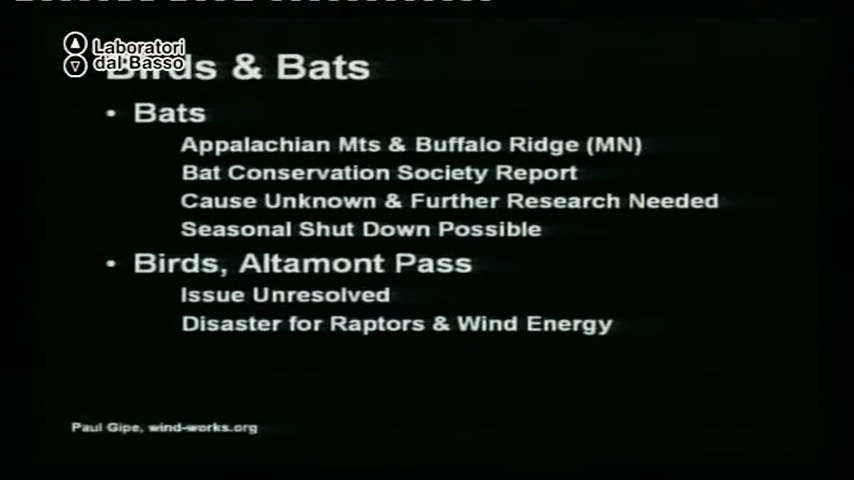 Laboratori
dal Basso
Birds & Bats
• Bats
Appalachian Mts & Buffalo Ridge (MN)
Bat Conservation Society Report
Cause Unknown & Further Research Needed
Seasonal Shut Down Possible
• Birds, Altamont Pass
Issue Unresolved
Disaster for Raptors & Wind Energy
Paul Gipe, wind-works.org